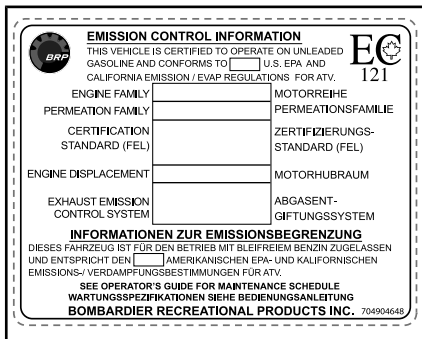 BRP
EMISSION CONTROL INFORMATION
THIS VEHICLE IS CERTIFIED TO OPERATE ON UNLEADED
GASOLINE AND CONFORMS TO U.S. EPA AND
CALIFORNIA EMISSION / EVAP REGULATIONS FOR ATV.
EC
121
ENGINE FAMILY MOTORREIHE
PERMEATION FAMILY PERMEATIONSFAMILIE
CERTIFICATION ZERTIFIZIERUNGS-
STANDARD (FEL) STANDARD (FEL)
ENGINE DISPLACEMENT MOTORHUBRAUM
EXHAUST EMISSION ABGASENT-
CONTROL SYSTEM GIFTUNGSSYSTEM
INFORMATIONEN ZUR EMISSIONSBEGRENZUNG
DIESES FAHRZEUG IST FÜR DEN BETRIEB MIT BLEIFREIEM BENZIN ZUGELASSEN
UND ENTSPRICHT DEN AMERIKANISCHEN EPA- UND KALIFORNISCHEN
EMISSIONS-/ VERDAMPFUNGSBESTIMMUNGEN FÜR ATV.
SEE OPERATOR'S GUIDE FOR MAINTENANCE SCHEDULE
WARTUNGSSPEZIFIKATIONEN SIEHE BEDIENUNGSANLEITUNG
BOMBARDIER RECREATIONAL PRODUCTS INC. 704904648